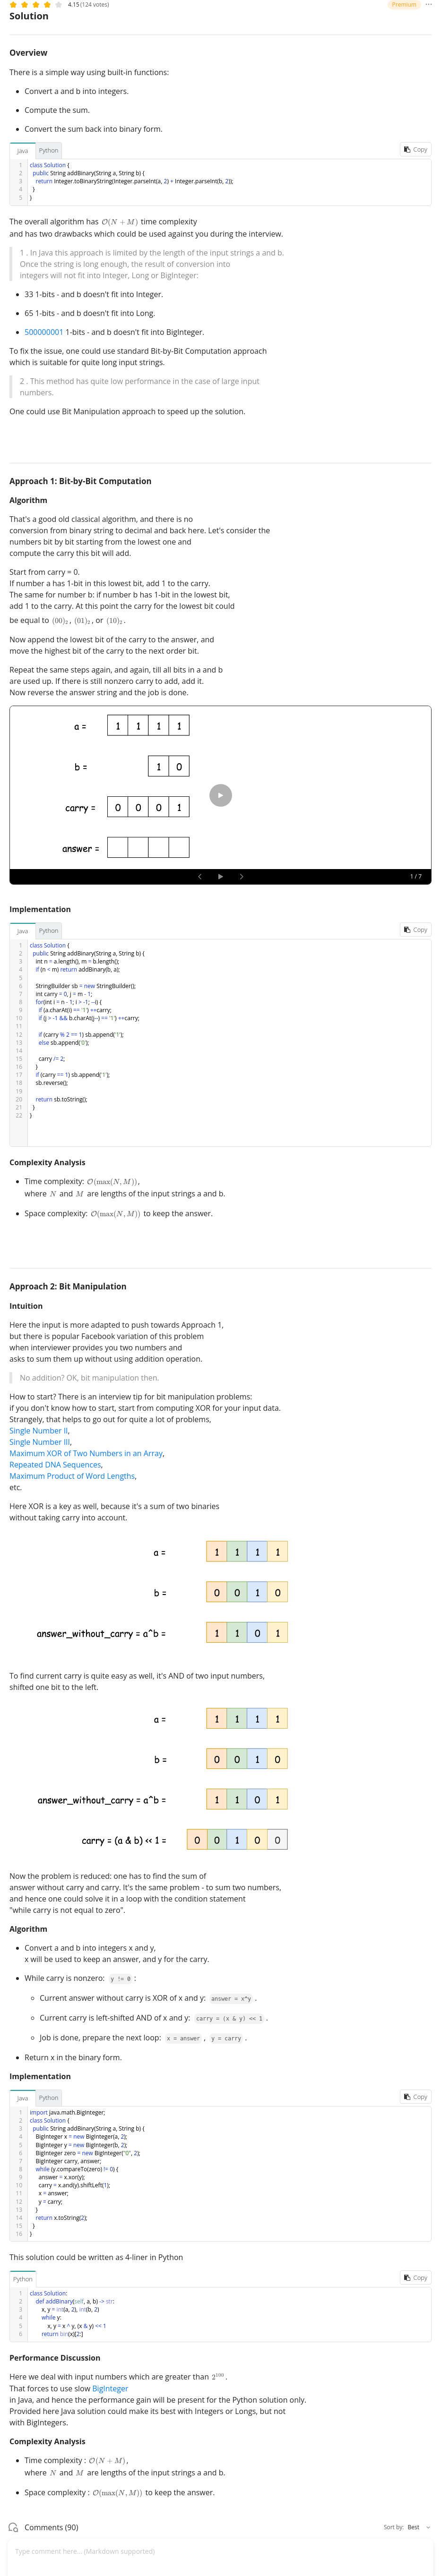 4.15 (124 votes)
Premium
Solution
Overview
There is a simple way using built-in functions:
• Convert a and b into integers.
• Compute the sum.
• Convert the sum back into binary form.
Java Python Copy
1 class Solution {
2 public String addBinary(String a, String b) {
3 return Integer.toBinaryString(Integer.parseInt(a, 2) + Integer.parseInt(b, 2));
4 }
5 }
The overall algorithm has O(N + M) time complexity
and has two drawbacks which could be used against you during the interview.
1 . In Java this approach is limited by the length of the input strings a and b.
Once the string is long enough, the result of conversion into
integers will not fit into Integer, Long or BigInteger:
• 33 1-bits - and b doesn't fit into Integer.
• 65 1-bits - and b doesn't fit into Long.
• 500000001 1-bits - and b doesn't fit into BigInteger.
To fix the issue, one could use standard Bit-by-Bit Computation approach
which is suitable for quite long input strings.
2 . This method has quite low performance in the case of large input
numbers.
One could use Bit Manipulation approach to speed up the solution.
Approach 1: Bit-by-Bit Computation
Algorithm
That's a good old classical algorithm, and there is no
conversion from binary string to decimal and back here. Let's consider the
numbers bit by bit starting from the lowest one and
compute the carry this bit will add.
Start from carry = 0.
If number a has 1-bit in this lowest bit, add 1 to the carry.
The same for number b: if number b has 1-bit in the lowest bit,
add 1 to the carry. At this point the carry for the lowest bit could
be equal to (00)₂, (01)₂, or (10)₂.
Now append the lowest bit of the carry to the answer, and
move the highest bit of the carry to the next order bit.
Repeat the same steps again, and again, till all bits in a and b
are used up. If there is still nonzero carry to add, add it.
Now reverse the answer string and the job is done.
a = 1 1 1 1
b = 1 0
carry = 0 0 0 1
answer =
1 / 7
Implementation
Java Python Copy
1 class Solution {
2 public String addBinary(String a, String b) {
3 int n = a.length(), m = b.length();
4 if (n < m) return addBinary(b, a);
5
6 StringBuilder sb = new StringBuilder();
7 int carry = 0, j = m - 1;
8 for(int i = n - 1; i > -1; --i) {
9 if (a.charAt(i) == '1') ++carry;
10 if (j > -1 && b.charAt(j--) == '1') ++carry;
11
12 if (carry % 2 == 1) sb.append('1');
13 else sb.append('0');
14
15 carry /= 2;
16 }
17 if (carry == 1) sb.append('1');
18 sb.reverse();
19
20 return sb.toString();
21 }
22 }
Complexity Analysis
• Time complexity: O(max(N, M)),
where N and M are lengths of the input strings a and b.
• Space complexity: O(max(N, M)) to keep the answer.
Approach 2: Bit Manipulation
Intuition
Here the input is more adapted to push towards Approach 1,
but there is popular Facebook variation of this problem
when interviewer provides you two numbers and
asks to sum them up without using addition operation.
No addition? OK, bit manipulation then.
How to start? There is an interview tip for bit manipulation problems:
if you don't know how to start, start from computing XOR for your input data.
Strangely, that helps to go out for quite a lot of problems,
Single Number II,
Single Number III,
Maximum XOR of Two Numbers in an Array,
Repeated DNA Sequences,
Maximum Product of Word Lengths,
etc.
Here XOR is a key as well, because it's a sum of two binaries
without taking carry into account.
a = 1 1 1 1
b = 0 0 1 0
answer_without_carry = a^b = 1 1 0 1
To find current carry is quite easy as well, it's AND of two input numbers,
shifted one bit to the left.
a = 1 1 1 1
b = 0 0 1 0
answer_without_carry = a^b = 1 1 0 1
carry = (a & b) << 1 = 0 0 1 0 0
Now the problem is reduced: one has to find the sum of
answer without carry and carry. It's the same problem - to sum two numbers,
and hence one could solve it in a loop with the condition statement
"while carry is not equal to zero".
Algorithm
• Convert a and b into integers x and y,
x will be used to keep an answer, and y for the carry.
• While carry is nonzero: y != 0 :
◦ Current answer without carry is XOR of x and y: answer = x^y .
◦ Current carry is left-shifted AND of x and y: carry = (x & y) << 1 .
◦ Job is done, prepare the next loop: x = answer , y = carry .
• Return x in the binary form.
Implementation
Java Python Copy
1 import java.math.BigInteger;
2 class Solution {
3 public String addBinary(String a, String b) {
4 BigInteger x = new BigInteger(a, 2);
5 BigInteger y = new BigInteger(b, 2);
6 BigInteger zero = new BigInteger("0", 2);
7 BigInteger carry, answer;
8 while (y.compareTo(zero) != 0) {
9 answer = x.xor(y);
10 carry = x.and(y).shiftLeft(1);
11 x = answer;
12 y = carry;
13 }
14 return x.toString(2);
15 }
16 }
This solution could be written as 4-liner in Python
Python Copy
1 class Solution:
2 def addBinary(self, a, b) -> str:
3 x, y = int(a, 2), int(b, 2)
4 while y:
5 x, y = x ^ y, (x & y) << 1
6 return bin(x)[2:]
Performance Discussion
Here we deal with input numbers which are greater than 2¹⁰⁰.
That forces to use slow BigInteger
in Java, and hence the performance gain will be present for the Python solution only.
Provided here Java solution could make its best with Integers or Longs, but not
with BigIntegers.
Complexity Analysis
• Time complexity : O(N + M),
where N and M are lengths of the input strings a and b.
• Space complexity : O(max(N, M)) to keep the answer.
Comments (90) Sort by: Best
Type comment here... (Markdown supported)